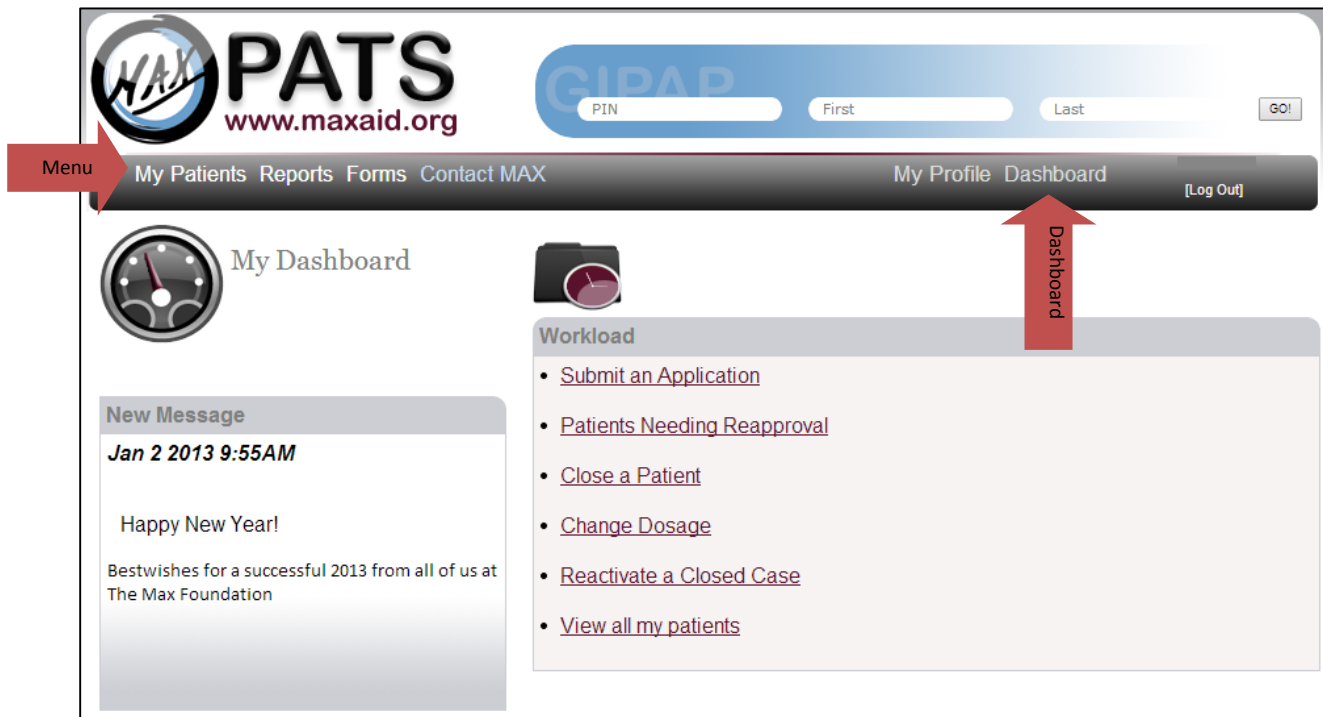 MAX
PATS
www.maxaid.org
GIPAP
PIN First Last GO!
Menu
My Patients Reports Forms Contact MAX My Profile Dashboard
[Log Out]
Dashboard
My Dashboard
Workload
Submit an Application
Patients Needing Reapproval
Close a Patient
Change Dosage
Reactivate a Closed Case
View all my patients
New Message
Jan 2 2013 9:55AM
Happy New Year!
Bestwishes for a successful 2013 from all of us at
The Max Foundation